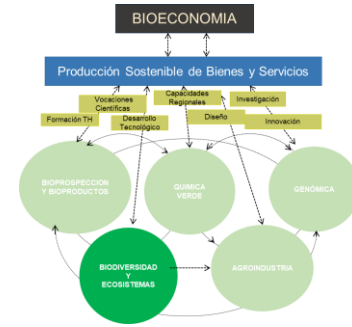 BIOECONOMIA
Producción Sostenible de Bienes y Servicios
Vocaciones
Científicas
Capacidades
Regionales
Investigación
Formación TH
Desarrollo
Tecnológico
Diseño
Innovación
BIOPROSPECCION
Y BIOPRODUCTOS
QUIMICA
VERDE
GENÓMICA
BIODIVERSIDAD
Y
ECOSISTEMAS
AGROINDUSTRIA